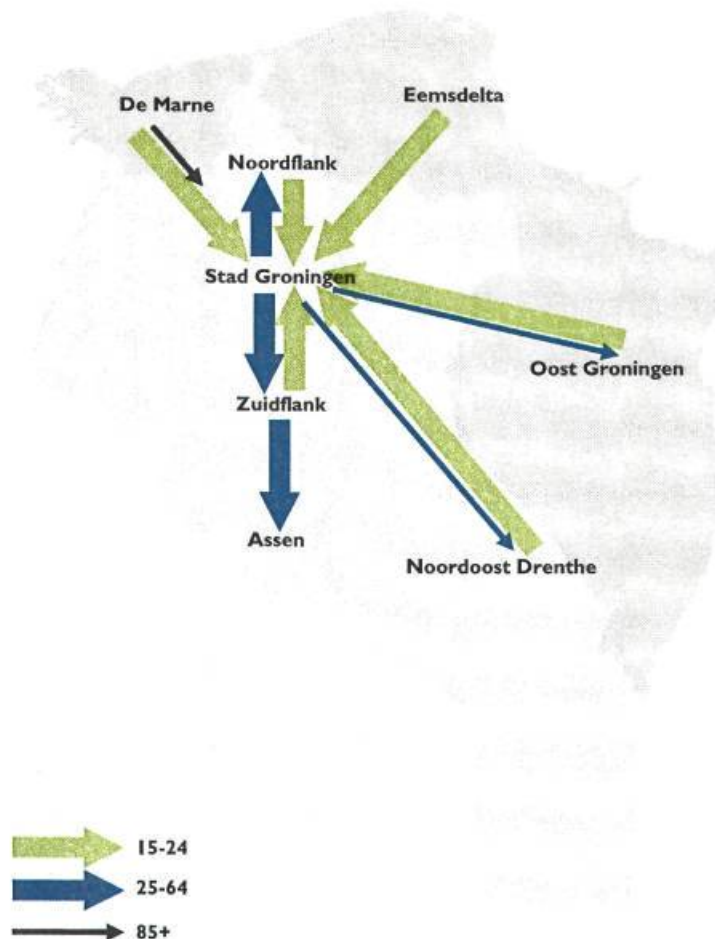 De Marne
Eemsdelta
Noordflank
Stad Groningen
Oost Groningen
Zuidflank
Assen
Noordoost Drenthe
15-24
25-64
85+